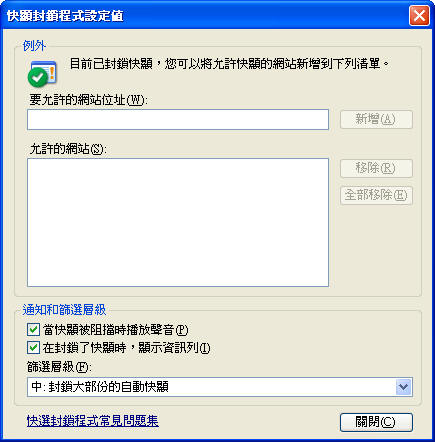 快顯封鎖程式設定值
例外
目前已封鎖快顯，您可以將允許快顯的網站新增到下列清單。
要允許的網站位址(W):
新增(A)
允許的網站(S):
移除(R)
全部移除(E)
通知和篩選層級
當快顯被阻擋時播放聲音(P)
在封鎖了快顯時，顯示資訊列(I)
篩選層級(F):
中: 封鎖大部份的自動快顯
快選封鎖程式常見問題集
關閉(C)